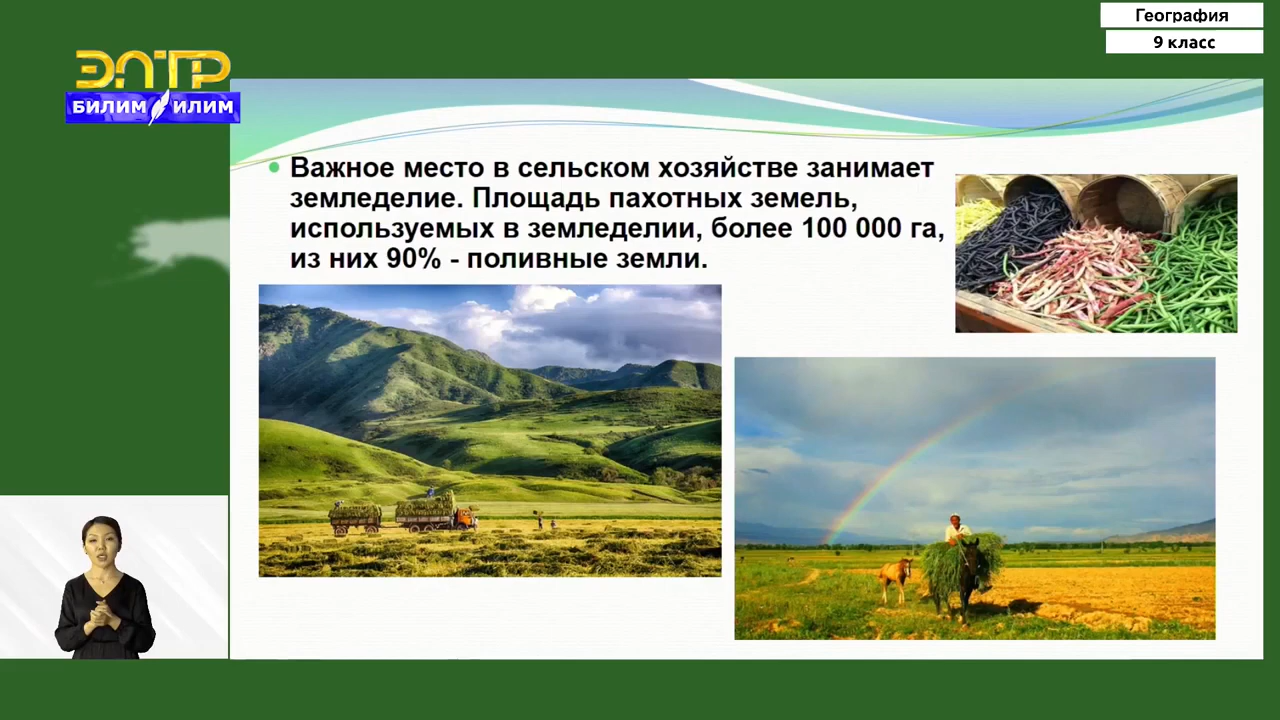 География
9 класс
ЭЛТР
БИЛИМ ИЛИМ
Важное место в сельском хозяйстве занимает
земледелие. Площадь пахотных земель,
используемых в земледелии, более 100 000 га,
из них 90% - поливные земли.